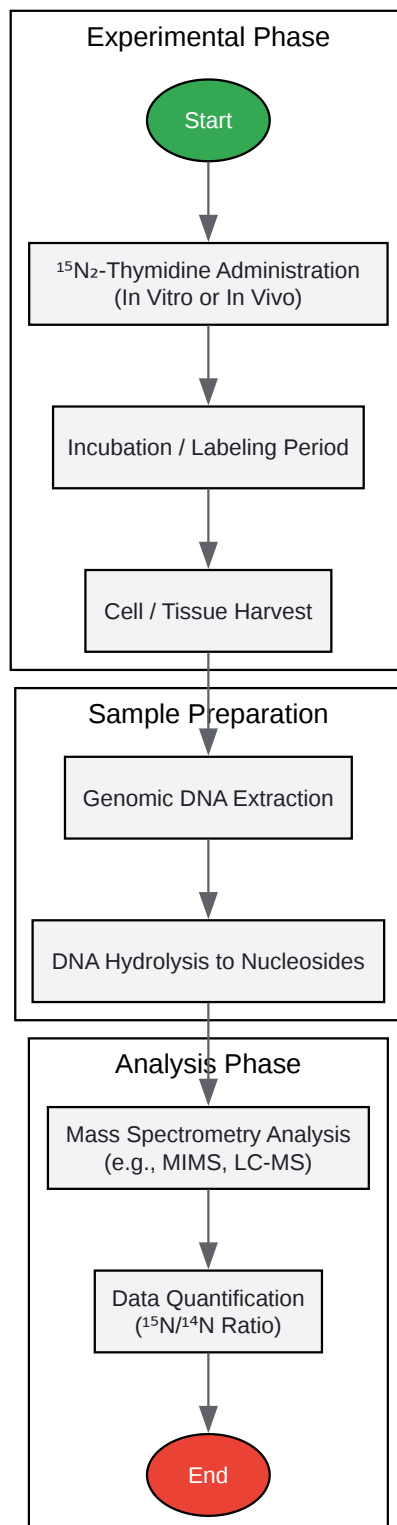 Experimental Phase
Start
¹⁵N₂-Thymidine Administration
(In Vitro or In Vivo)
Incubation / Labeling Period
Cell / Tissue Harvest
Sample Preparation
Genomic DNA Extraction
DNA Hydrolysis to Nucleosides
Analysis Phase
Mass Spectrometry Analysis
(e.g., MIMS, LC-MS)
Data Quantification
(¹⁵N/¹⁴N Ratio)
End